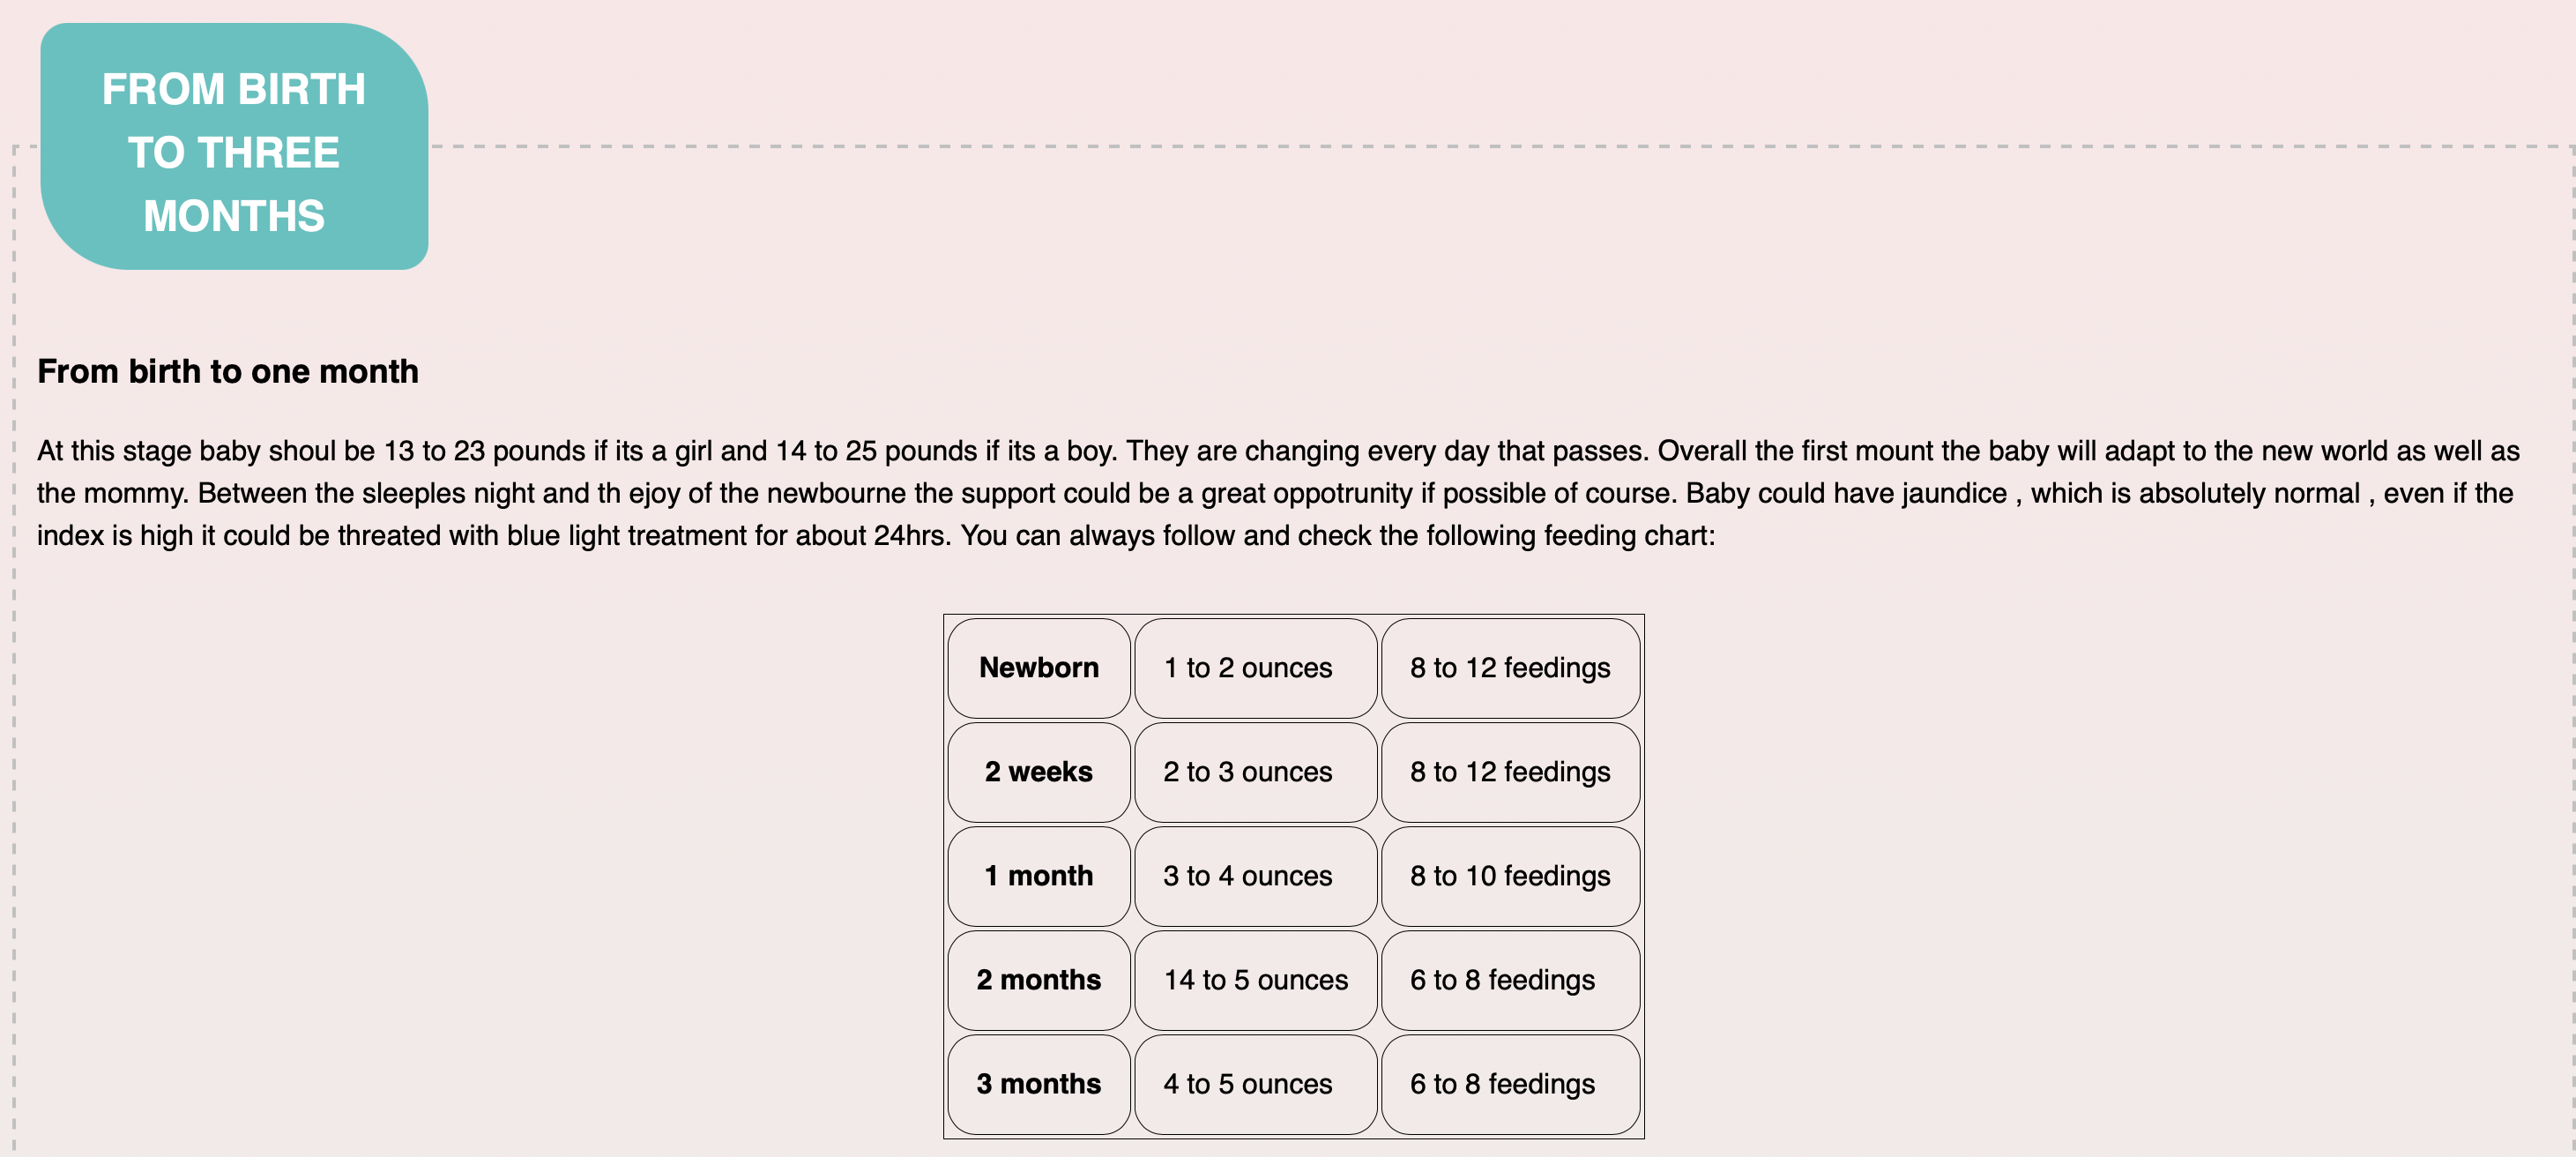 FROM BIRTH
TO THREE
MONTHS
From birth to one month
At this stage baby shoul be 13 to 23 pounds if its a girl and 14 to 25 pounds if its a boy. They are changing every day that passes. Overall the first mount the baby will adapt to the new world as well as
the mommy. Between the sleeples night and th ejoy of the newbourne the support could be a great oppotrunity if possible of course. Baby could have jaundice , which is absolutely normal , even if the
index is high it could be threated with blue light treatment for about 24hrs. You can always follow and check the following feeding chart:
Newborn 1 to 2 ounces 8 to 12 feedings
2 weeks 2 to 3 ounces 8 to 12 feedings
1 month 3 to 4 ounces 8 to 10 feedings
2 months 14 to 5 ounces 6 to 8 feedings
3 months 4 to 5 ounces 6 to 8 feedings